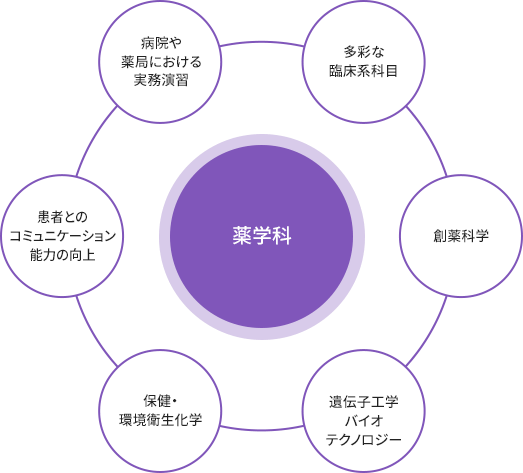 病院や
薬局における
実務演習
多彩な
臨床系科目
患者との
コミュニケーション
能力の向上
薬学科
創薬科学
保健・
環境衛生化学
遺伝子工学
バイオ
テクノロジー